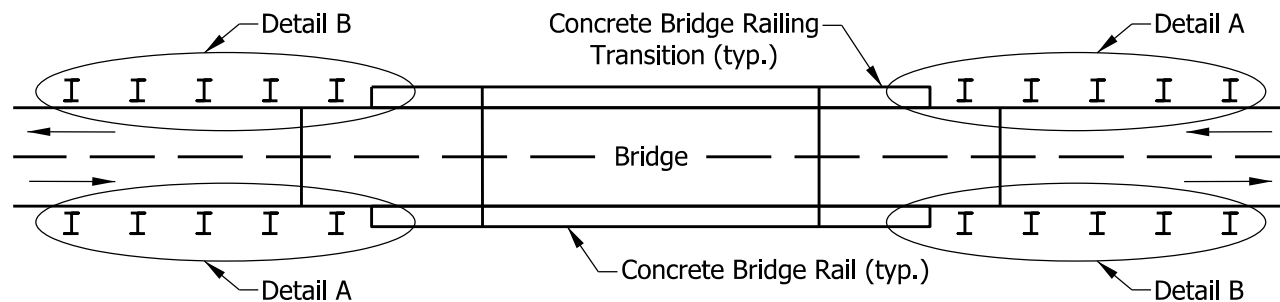 Detail B
Concrete Bridge Railing
Transition (typ.)
Detail A
Bridge
Detail A
Concrete Bridge Rail (typ.)
Detail B